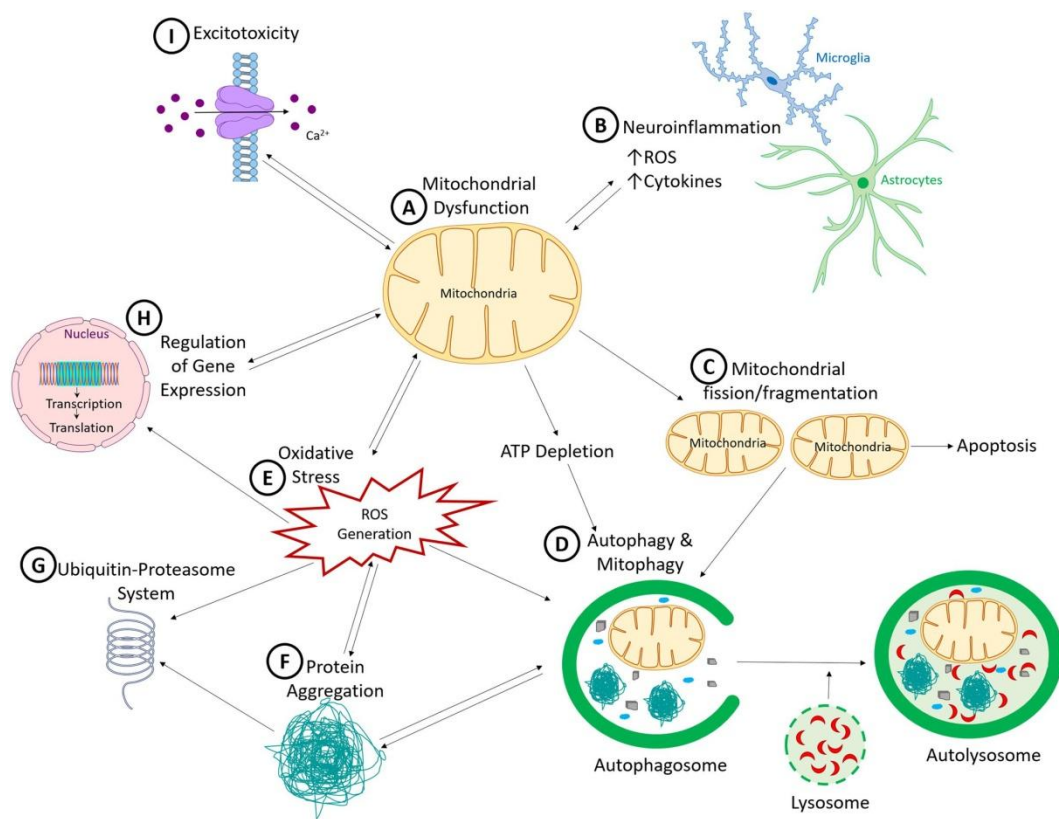 I Excitotoxicity
Ca²⁺
Microglia
B Neuroinflammation
↑ROS
↑Cytokines
Astrocytes
A Mitochondrial
Dysfunction
Mitochondria
H Regulation
of Gene
Expression
Nucleus
Transcription
Translation
C Mitochondrial
fission/fragmentation
Mitochondria
Mitochondria
Apoptosis
E Oxidative
Stress
ROS
Generation
ATP Depletion
D Autophagy &
Mitophagy
G Ubiquitin-Proteasome
System
F Protein
Aggregation
Autophagosome
Lysosome
Autolysosome